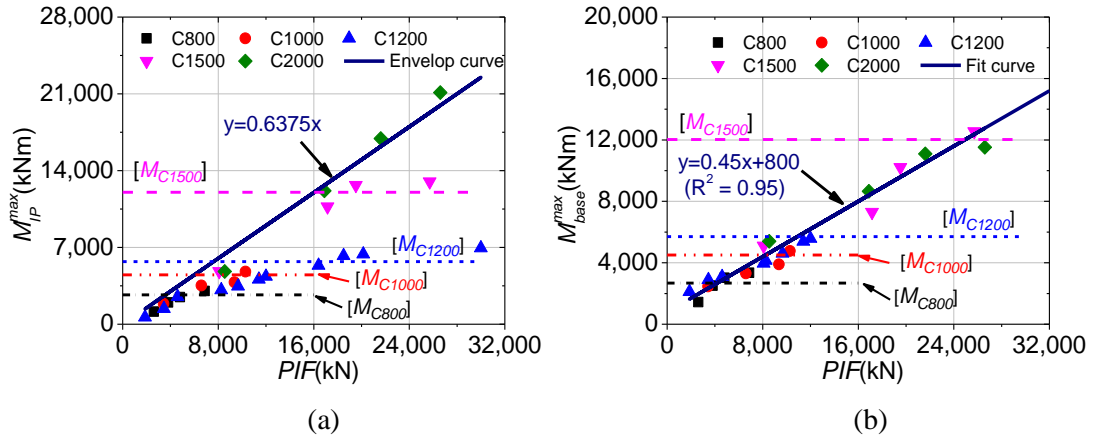 28,000
21,000
14,000
7,000
0
M_IP^max(kNm)
C800 C1000 C1200
C1500 C2000 Envelop curve
y=0.6375x
[M_C1500]
[M_C1200]
[M_C1000]
[M_C800]
0 8,000 16,000 24,000 32,000
PIF(kN)
(a)
20,000
16,000
12,000
8,000
4,000
0
M_base^max(kNm)
C800 C1000 C1200
C1500 C2000 Fit curve
[M_C1500]
y=0.45x+800
(R² = 0.95)
[M_C1200]
[M_C1000]
[M_C800]
0 8,000 16,000 24,000 32,000
PIF(kN)
(b)